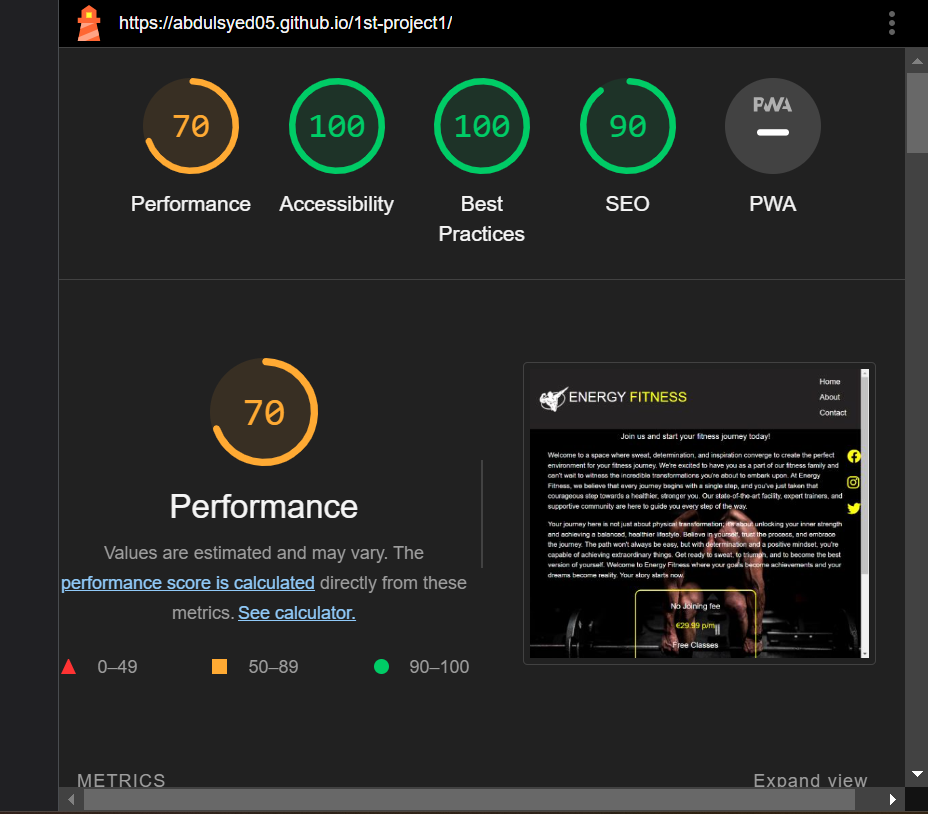 https://abdulsyed05.github.io/1st-project1/
70
100
100
90
PWA
Performance
Accessibility
Best
Practices
SEO
PWA
70
Performance
Values are estimated and may vary. The
performance score is calculated directly from these
metrics. See calculator.
0–49
50–89
90–100
ENERGY FITNESS
Home
About
Contact
Join us and start your fitness journey today!
Welcome to a space where sweat, determination, and inspiration converge to create the perfect
environment for your fitness journey. We're excited to have you as a part of our fitness family and
can't wait to witness the incredible transformations you're about to embark upon. At Energy
Fitness, we believe that every journey begins with a single step, and you've just taken that
courageous step towards a healthier, stronger you. Our state-of-the-art facility, expert trainers, and
supportive community are here to guide you every step of the way.
Your journey here is not just about physical transformation; it's about unlocking your inner strength
and achieving a balanced, healthier lifestyle. Believe in yourself, trust the process, and embrace
the journey. The path won't always be easy, but with determination and a positive mindset, you're
capable of achieving extraordinary things. Get ready to sweat, to triumph, and to become the best
version of yourself. Welcome to Energy Fitness where your goals become achievements and your
dreams become reality. Your story starts now.
No Joining fee
€29.99 p/m
Free Classes
METRICS
Expand view